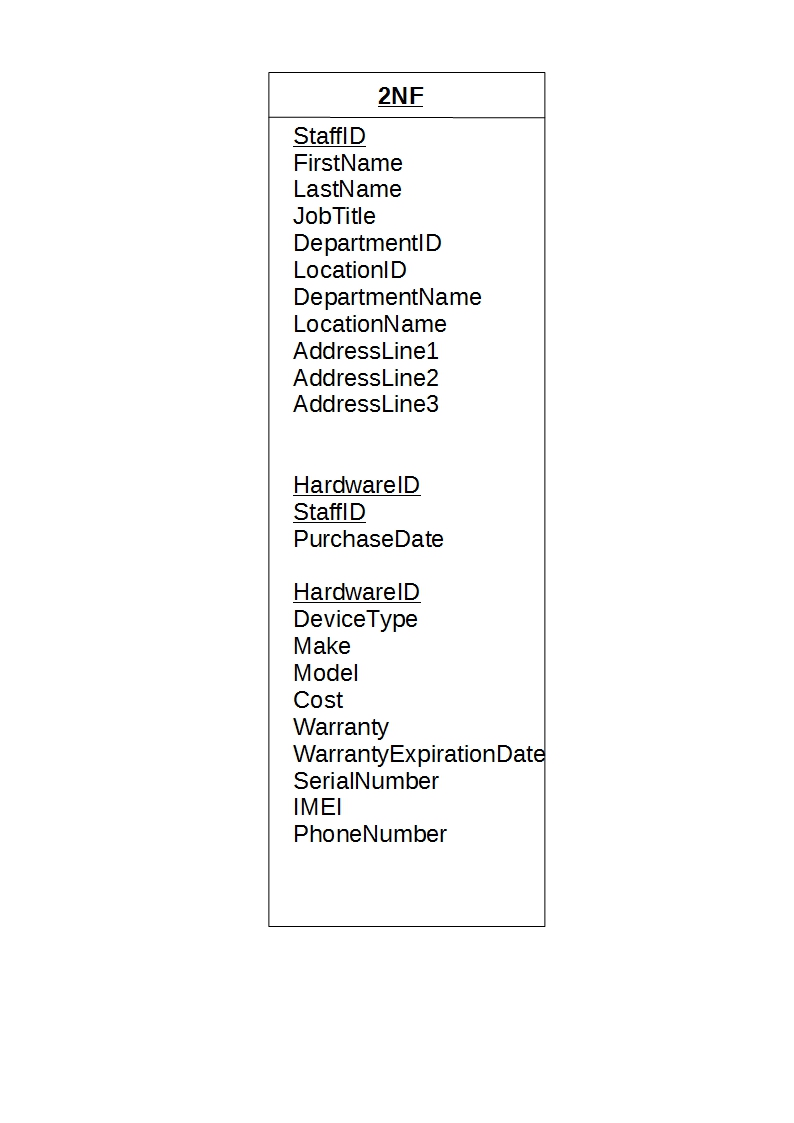 2NF
StaffID
FirstName
LastName
JobTitle
DepartmentID
LocationID
DepartmentName
LocationName
AddressLine1
AddressLine2
AddressLine3
HardwareID
StaffID
PurchaseDate
HardwareID
DeviceType
Make
Model
Cost
Warranty
WarrantyExpirationDate
SerialNumber
IMEI
PhoneNumber